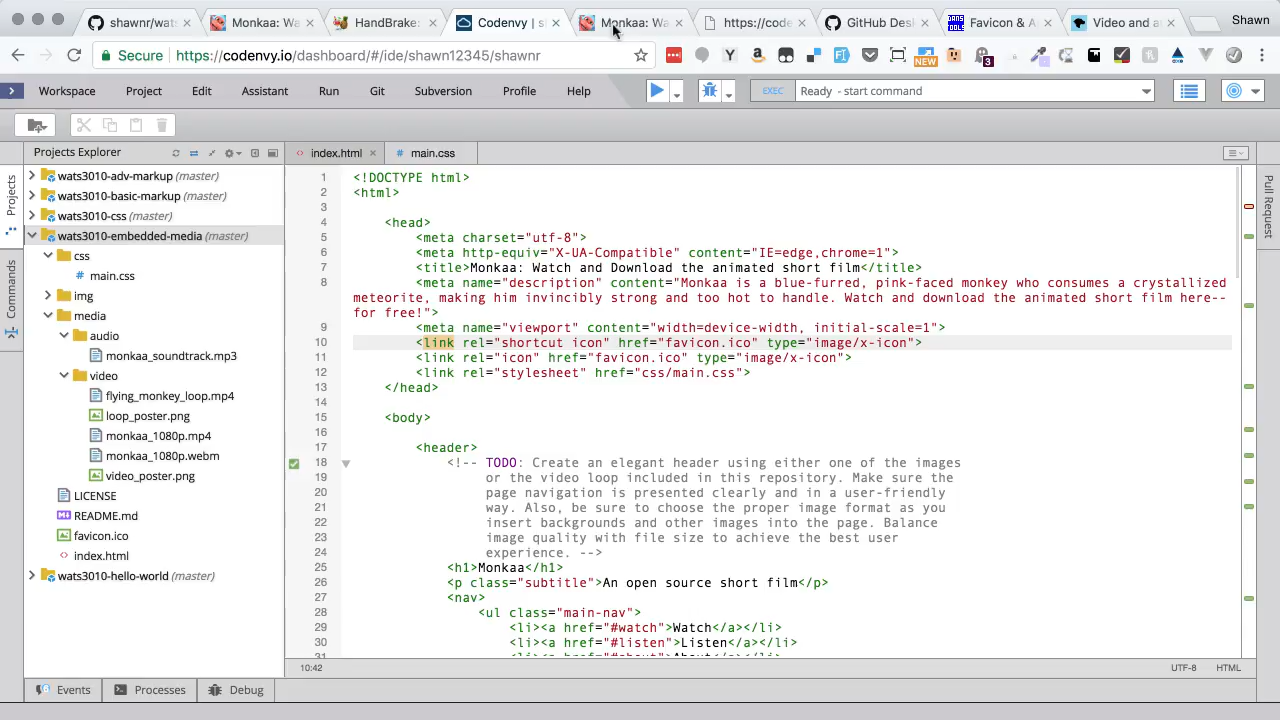 shawnr/wats
Monkaa: Wa
HandBrake:
Codenvy | s
Monkaa: Wa
https://code
GitHub Des
Favicon & A
Video and a
Shawn
Secure https://codenvy.io/dashboard/#/ide/shawn12345/shawnr
Workspace Project Edit Assistant Run Git Subversion Profile Help
EXEC Ready - start command
Projects Explorer
index.html
main.css
Projects
Commands
Pull Request
wats3010-adv-markup (master)
wats3010-basic-markup (master)
wats3010-css (master)
wats3010-embedded-media (master)
css
main.css
img
media
audio
monkaa_soundtrack.mp3
video
flying_monkey_loop.mp4
loop_poster.png
monkaa_1080p.mp4
monkaa_1080p.webm
video_poster.png
LICENSE
README.md
favicon.ico
index.html
wats3010-hello-world (master)
1 <!DOCTYPE html>
2 <html>
3
4 <head>
5 <meta charset="utf-8">
6 <meta http-equiv="X-UA-Compatible" content="IE=edge,chrome=1">
7 <title>Monkaa: Watch and Download the animated short film</title>
8 <meta name="description" content="Monkaa is a blue-furred, pink-faced monkey who consumes a crystallized
meteorite, making him invincibly strong and too hot to handle. Watch and download the animated short film here--
for free!">
9 <meta name="viewport" content="width=device-width, initial-scale=1">
10 <link rel="shortcut icon" href="favicon.ico" type="image/x-icon">
11 <link rel="icon" href="favicon.ico" type="image/x-icon">
12 <link rel="stylesheet" href="css/main.css">
13 </head>
14
15 <body>
16
17 <header>
18 <!-- TODO: Create an elegant header using either one of the images
19 or the video loop included in this repository. Make sure the
20 page navigation is presented clearly and in a user-friendly
21 way. Also, be sure to choose the proper image format as you
22 insert backgrounds and other images into the page. Balance
23 image quality with file size to achieve the best user
24 experience. -->
25 <h1>Monkaa</h1>
26 <p class="subtitle">An open source short film</p>
27 <nav>
28 <ul class="main-nav">
29 <li><a href="#watch">Watch</a></li>
30 <li><a href="#listen">Listen</a></li>
31 <li><a href="#about">About</a></li>
10:42
UTF-8 HTML
Events Processes Debug